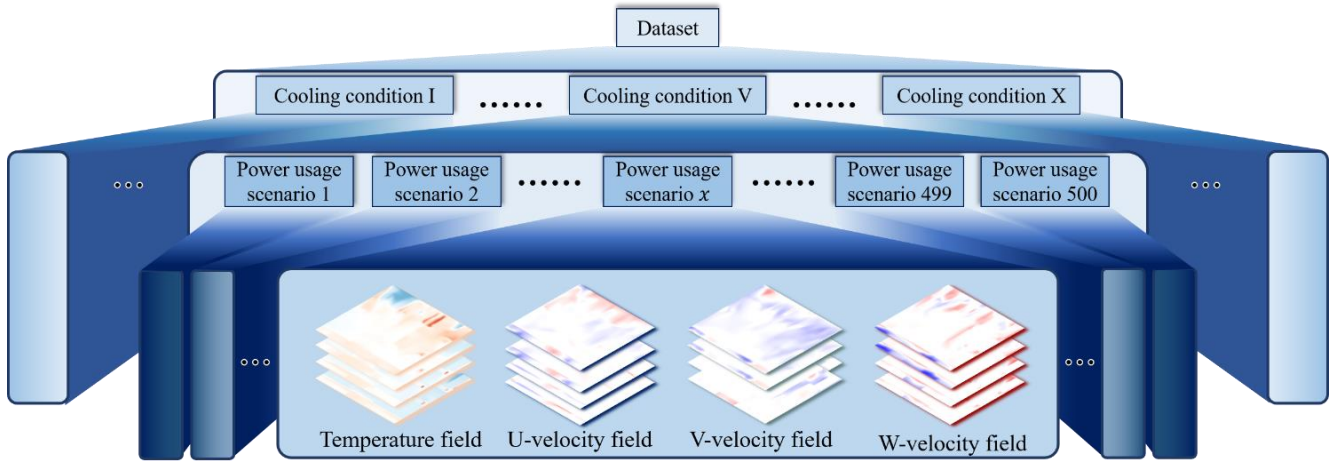 Dataset
Cooling condition I
......
Cooling condition V
......
Cooling condition X
...
...
Power usage
scenario 1
Power usage
scenario 2
......
Power usage
scenario x
......
Power usage
scenario 499
Power usage
scenario 500
...
...
Temperature field
U-velocity field
V-velocity field
W-velocity field